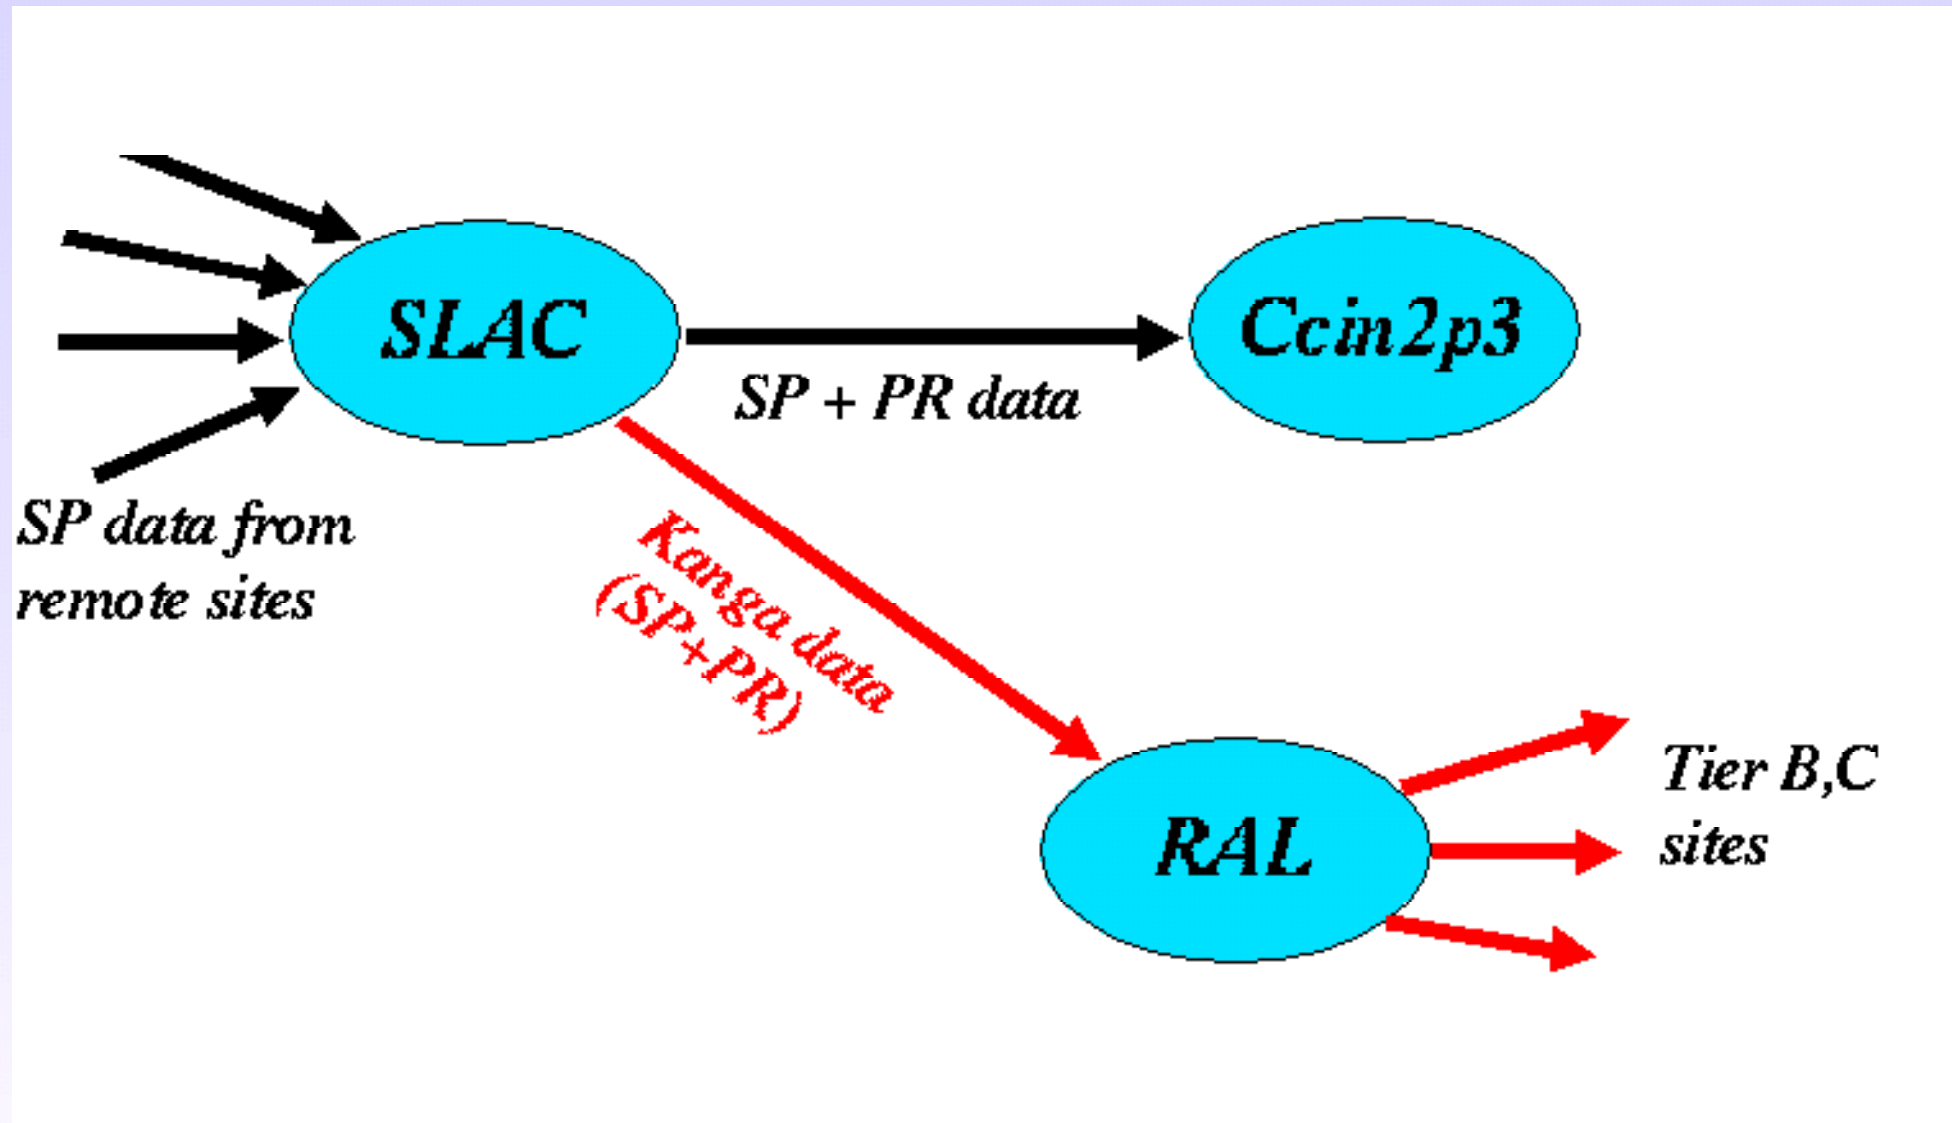 SLAC
Ccin2p3
SP + PR data
SP data from
remote sites
Kanga data
(SP+PR)
RAL
Tier B,C
sites